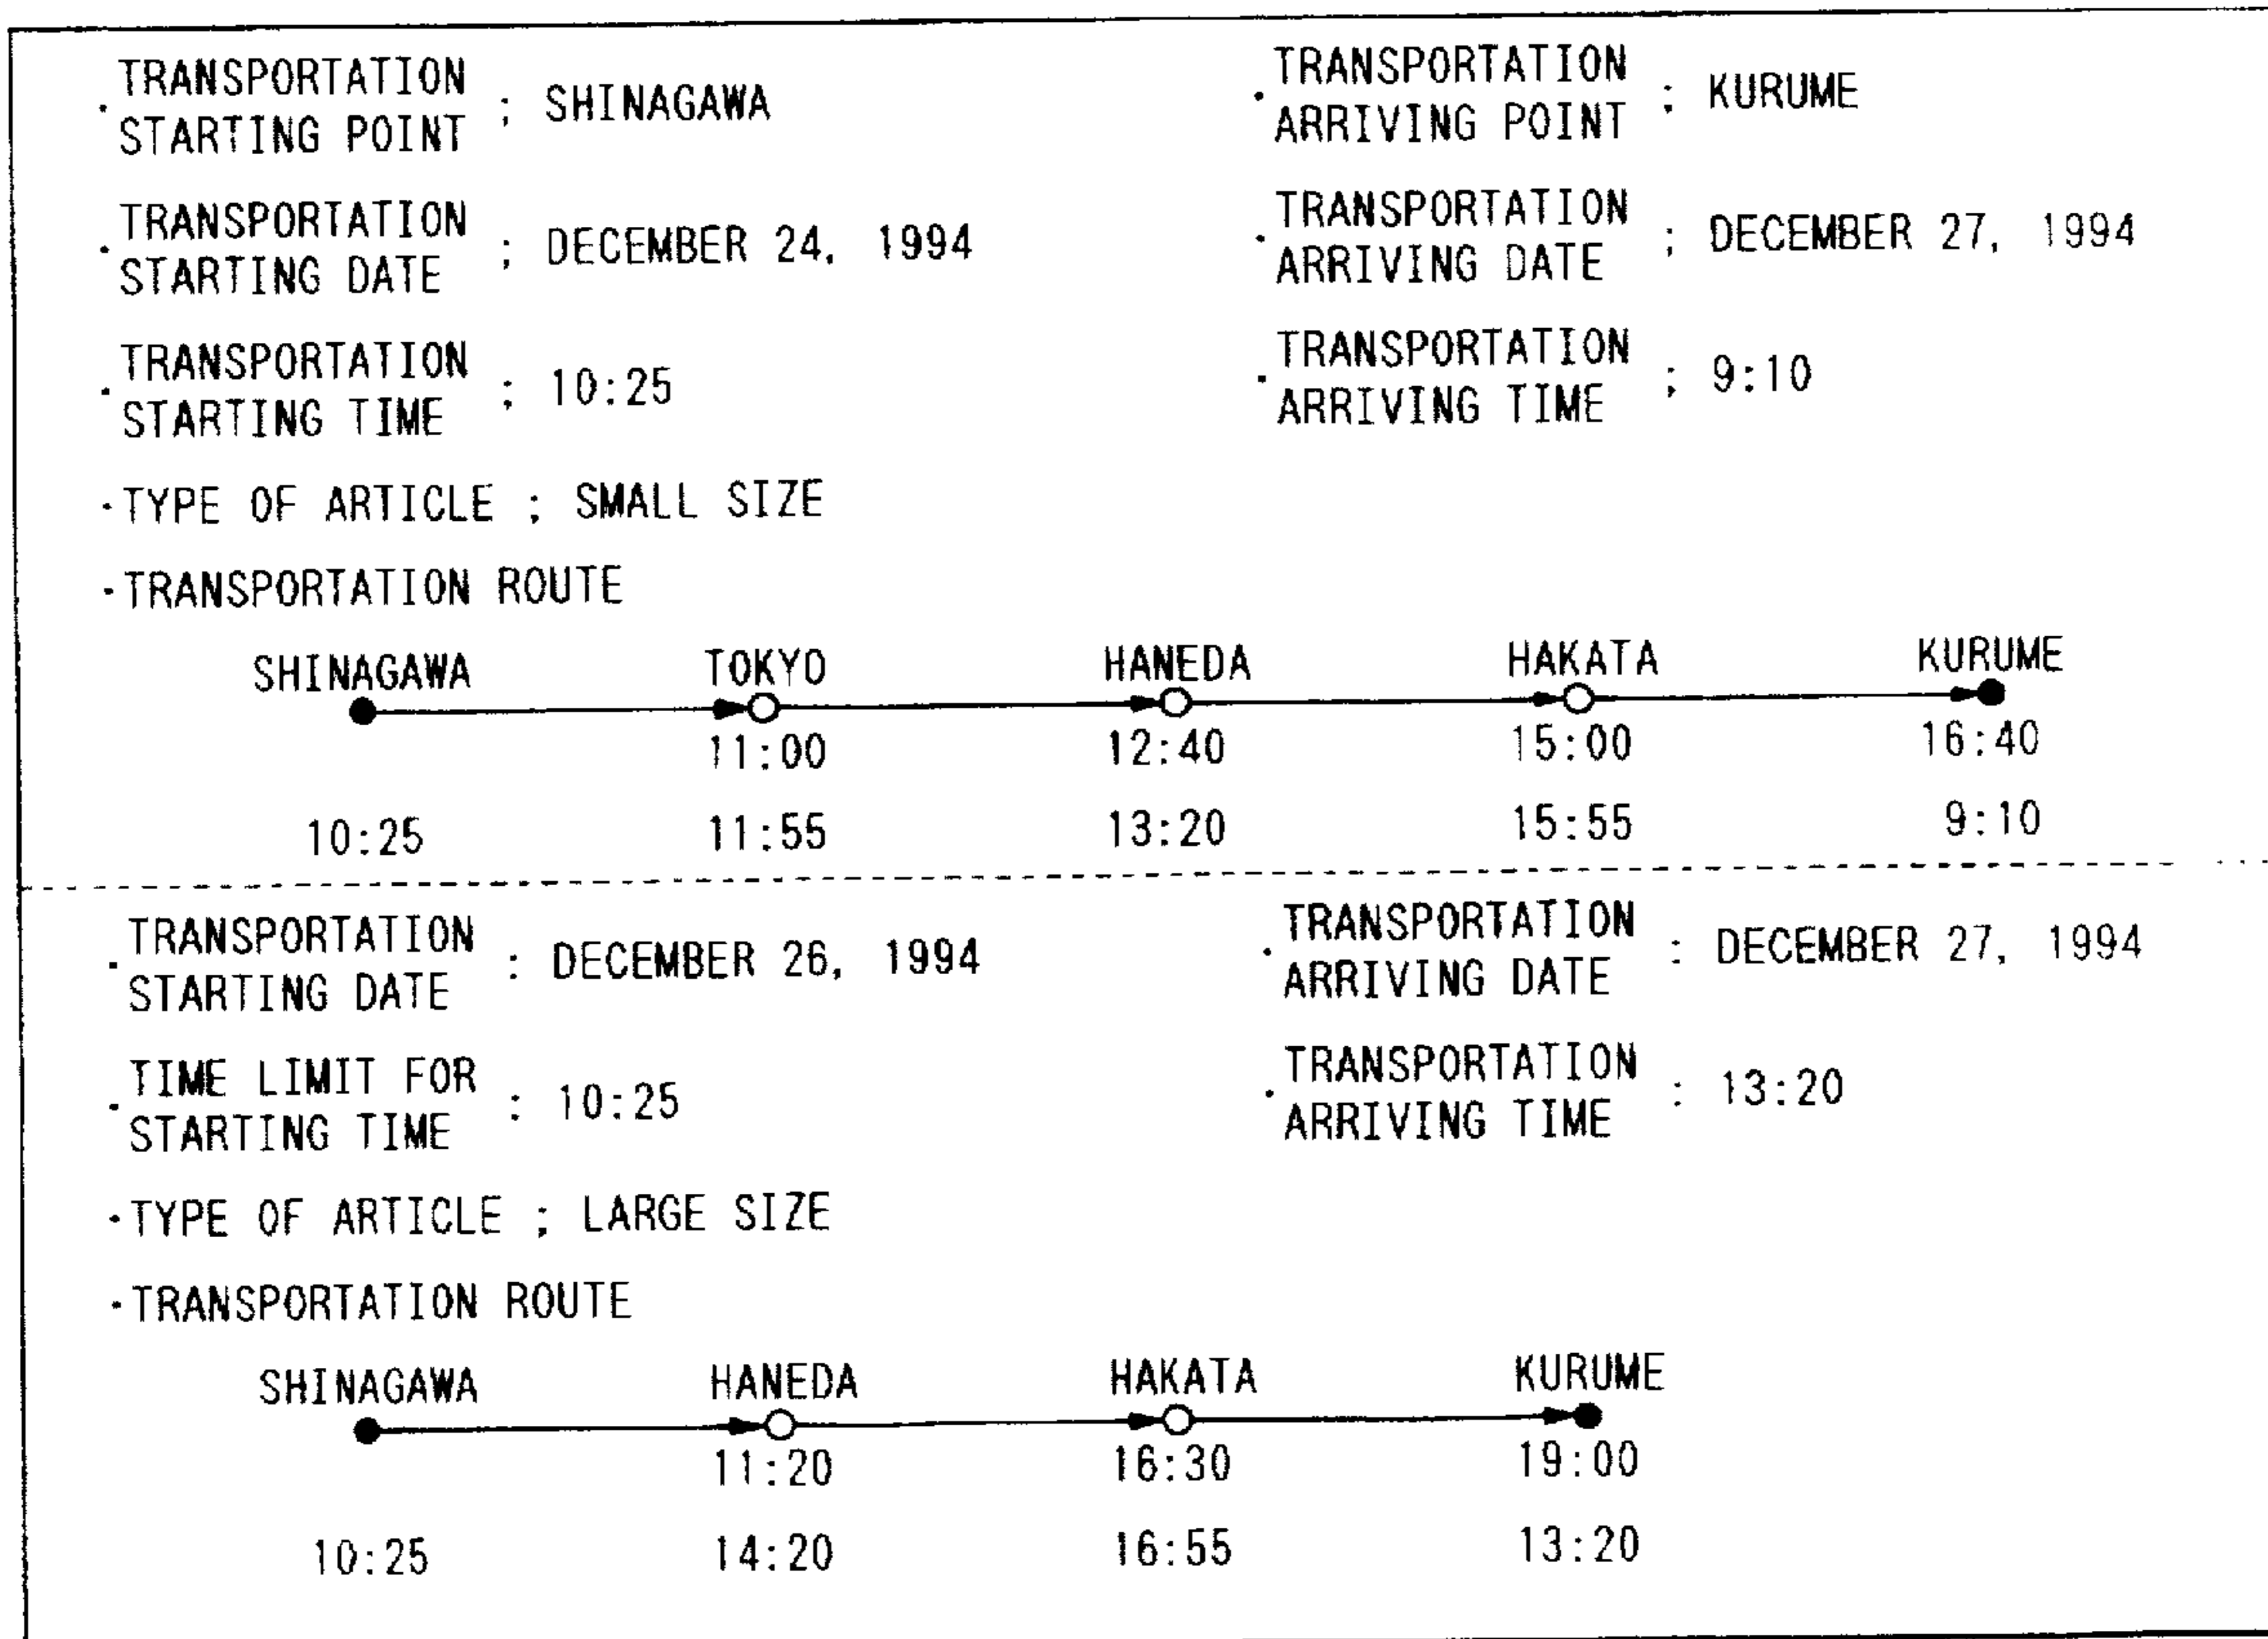 ·TRANSPORTATION STARTING POINT ; SHINAGAWA
·TRANSPORTATION ARRIVING POINT ; KURUME
·TRANSPORTATION STARTING DATE ; DECEMBER 24, 1994
·TRANSPORTATION ARRIVING DATE ; DECEMBER 27, 1994
·TRANSPORTATION STARTING TIME ; 10:25
·TRANSPORTATION ARRIVING TIME ; 9:10
·TYPE OF ARTICLE ; SMALL SIZE
·TRANSPORTATION ROUTE
SHINAGAWA TOKYO HANEDA HAKATA KURUME
11:00 12:40 15:00 16:40
10:25 11:55 13:20 15:55 9:10
·TRANSPORTATION STARTING DATE : DECEMBER 26, 1994
·TRANSPORTATION ARRIVING DATE : DECEMBER 27, 1994
·TIME LIMIT FOR STARTING TIME : 10:25
·TRANSPORTATION ARRIVING TIME : 13:20
·TYPE OF ARTICLE ; LARGE SIZE
·TRANSPORTATION ROUTE
SHINAGAWA HANEDA HAKATA KURUME
11:20 16:30 19:00
10:25 14:20 16:55 13:20